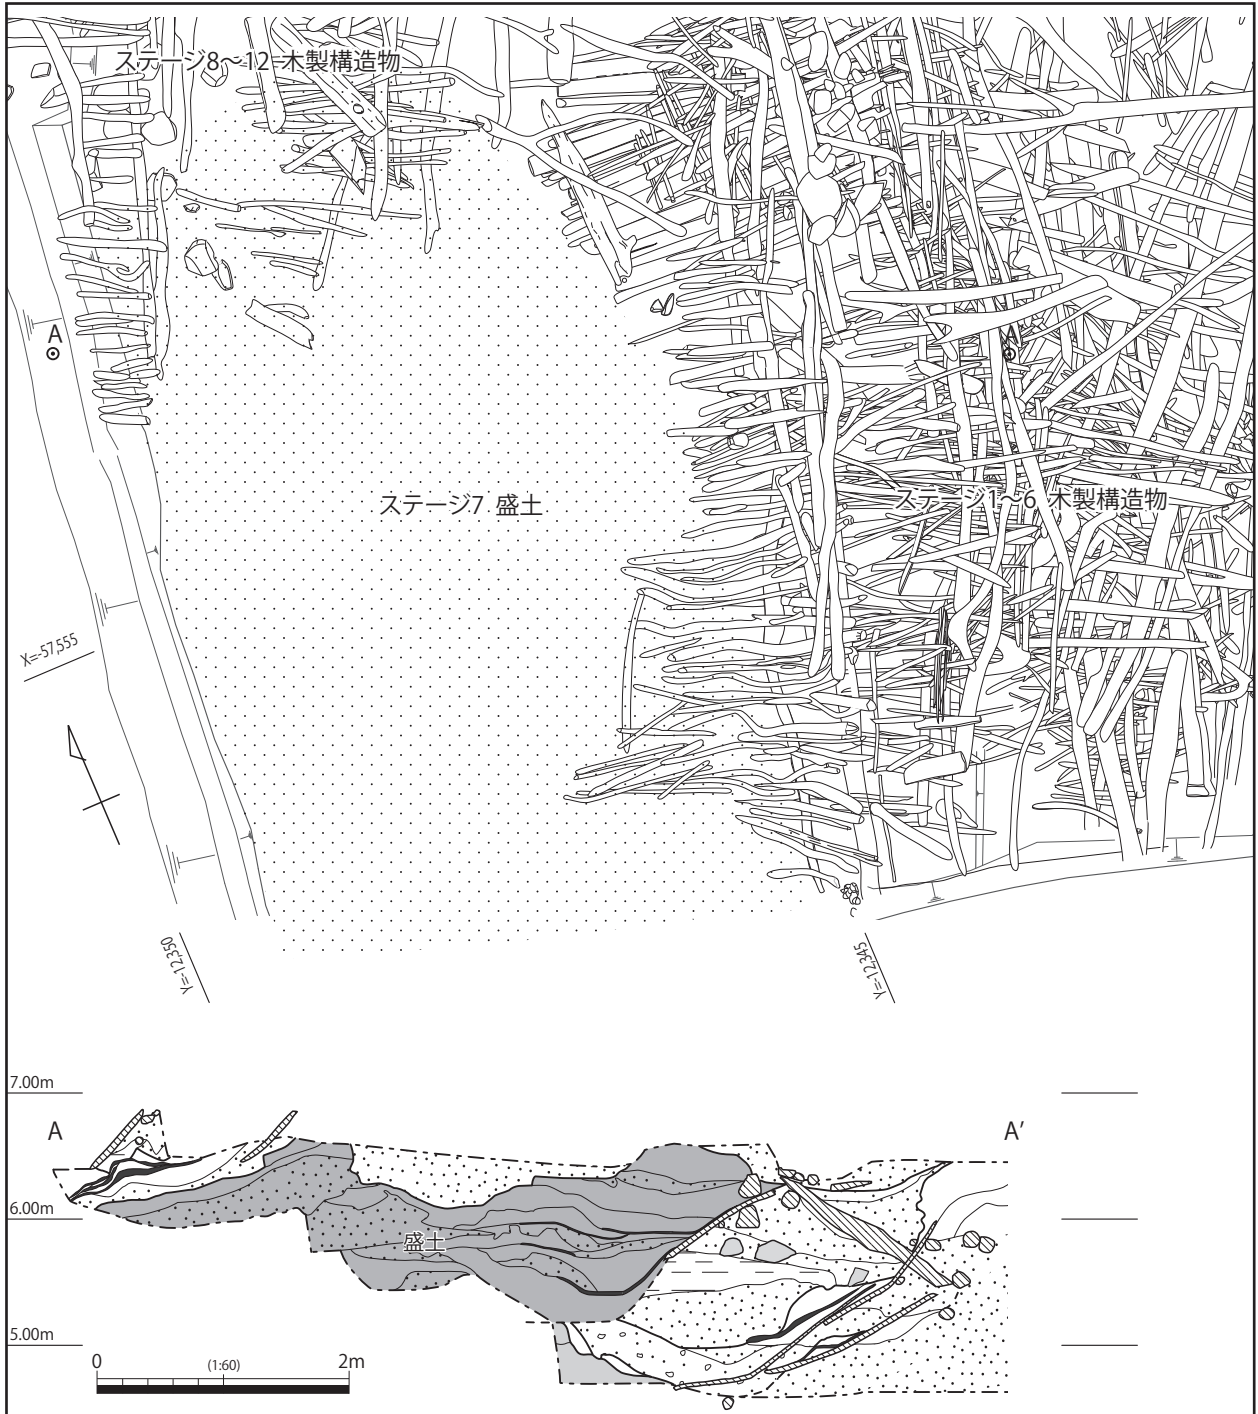 ステージ8～12 木製構造物
A
A'
ステージ7 盛土
ステージ1～6 木製構造物
X=-57,555
Y=-12,350
Y=-12,345
7.00m
A
A'
6.00m
盛土
5.00m
0 (1:60) 2m